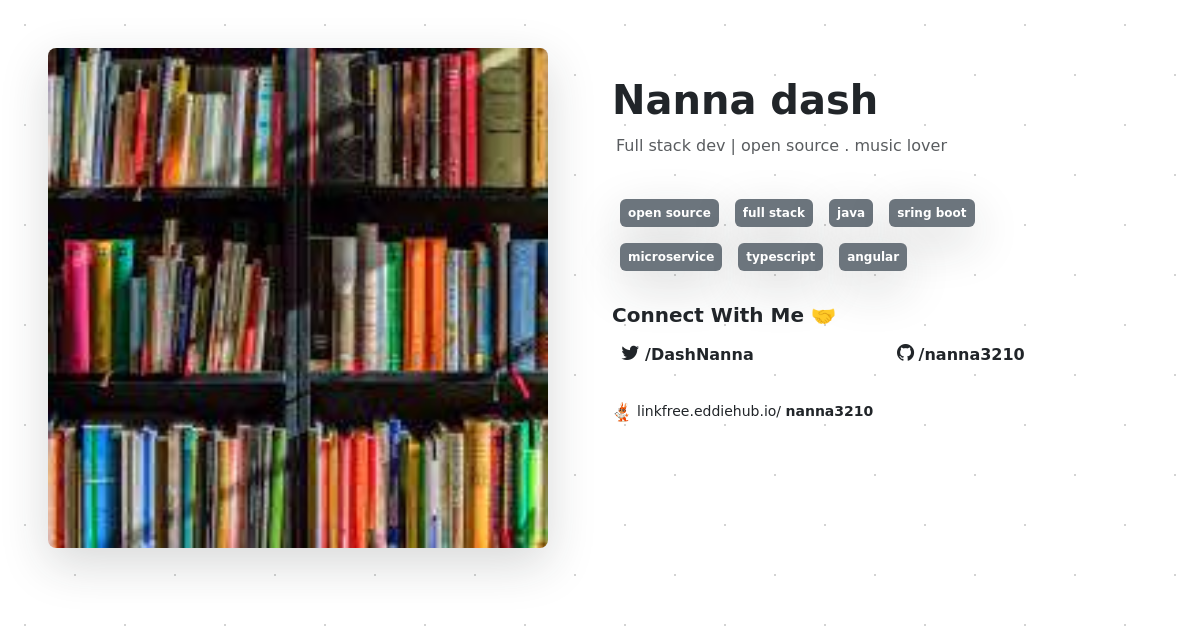 Nanna dash
Full stack dev | open source . music lover
open source full stack java sring boot
microservice typescript angular
Connect With Me 🤝
/DashNanna /nanna3210
linkfree.eddiehub.io/ nanna3210